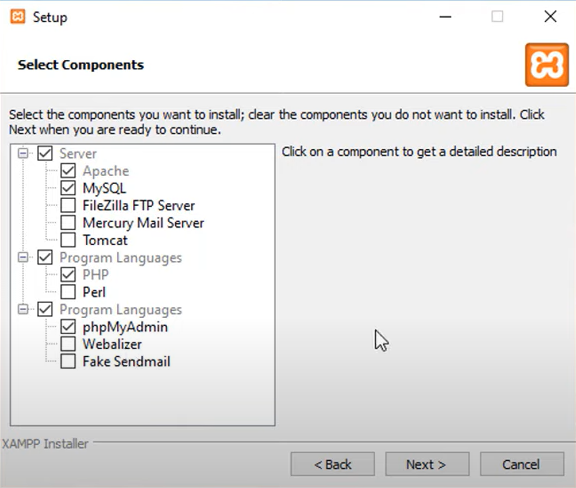 Setup
Select Components
Select the components you want to install; clear the components you do not want to install. Click
Next when you are ready to continue.
Server
Apache
MySQL
FileZilla FTP Server
Mercury Mail Server
Tomcat
Program Languages
PHP
Perl
Program Languages
phpMyAdmin
Webalizer
Fake Sendmail
Click on a component to get a detailed description
XAMPP Installer
< Back
Next >
Cancel